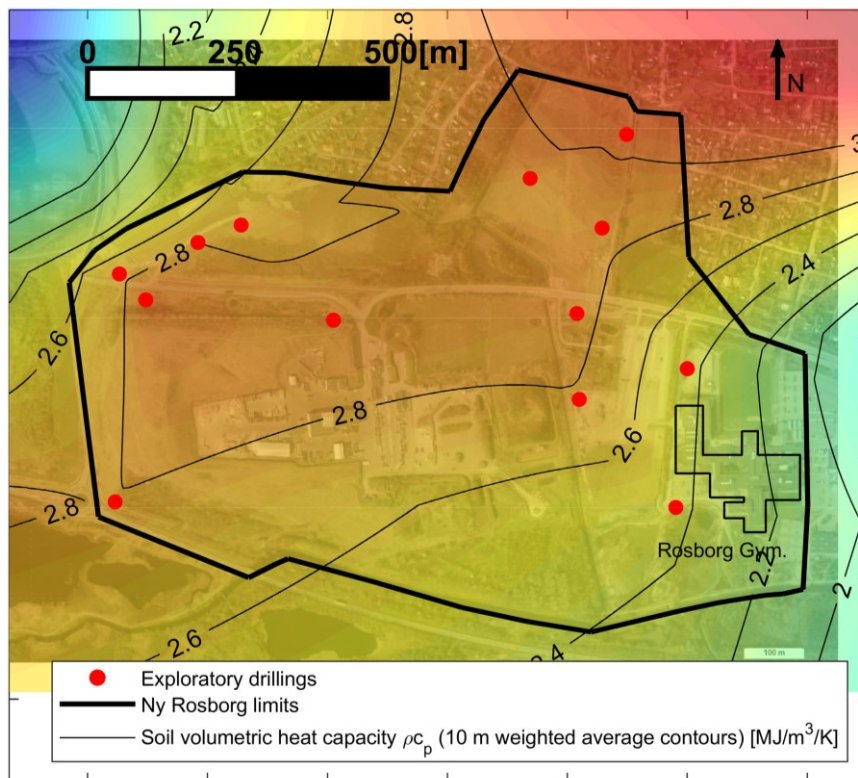 2.2
2.8
0 250 500[m]
N
3
2.8
2.8
2.4
2.6
2.8
2.6
2.8
Rosborg Gym.
2.2
2
2.6
2.4
100 m
Exploratory drillings
Ny Rosborg limits
Soil volumetric heat capacity ρcp (10 m weighted average contours) [MJ/m³/K]